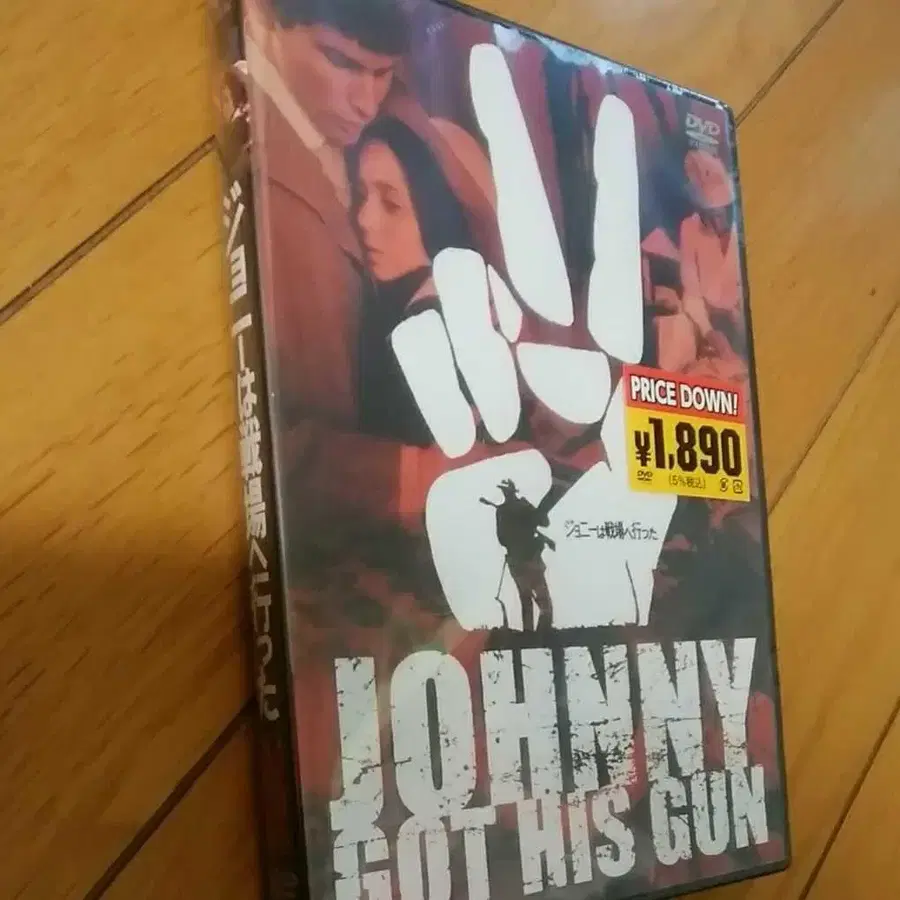 ジョニーは戦場へ行った
DVD
PRICE DOWN!
¥1,890
DVD
(5%税込)
ジョニーは戦場へ行った
JOHNNY
GOT HiS GUN